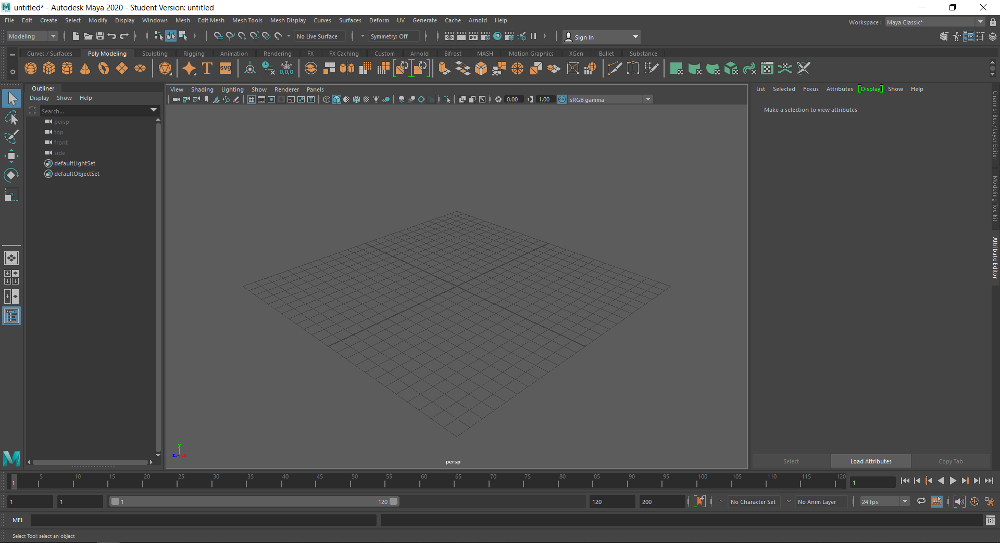 untitled* - Autodesk Maya 2020 - Student Version: untitled
File Edit Create Select Modify Display Windows Mesh Edit Mesh Mesh Tools Mesh Display Curves Surfaces Deform UV Generate Cache Arnold Help
Workspace : Maya Classic*
Modeling No Live Surface Symmetry: Off IPR Sign In
Curves / Surfaces Poly Modeling Sculpting Rigging Animation Rendering FX FX Caching Custom Arnold Bifrost MASH Motion Graphics XGen Bullet Substance
T svg 0,0,0
Outliner
Display Show Help
Search...
persp
top
front
side
defaultLightSet
defaultObjectSet
View Shading Lighting Show Renderer Panels
0.00 1.00 ON sRGB gamma
y
z x
persp
List Selected Focus Attributes Display Show Help
Make a selection to view attributes
Select Load Attributes Copy Tab
Channel Box / Layer Editor
Modeling Toolkit
Attribute Editor
1 5 10 15 20 25 30 35 40 45 50 55 60 65 70 75 80 85 90 95 100 105 110 115 120 1
1 1 1 120 120 200 No Character Set No Anim Layer 24 fps
MEL
Select Tool: select an object